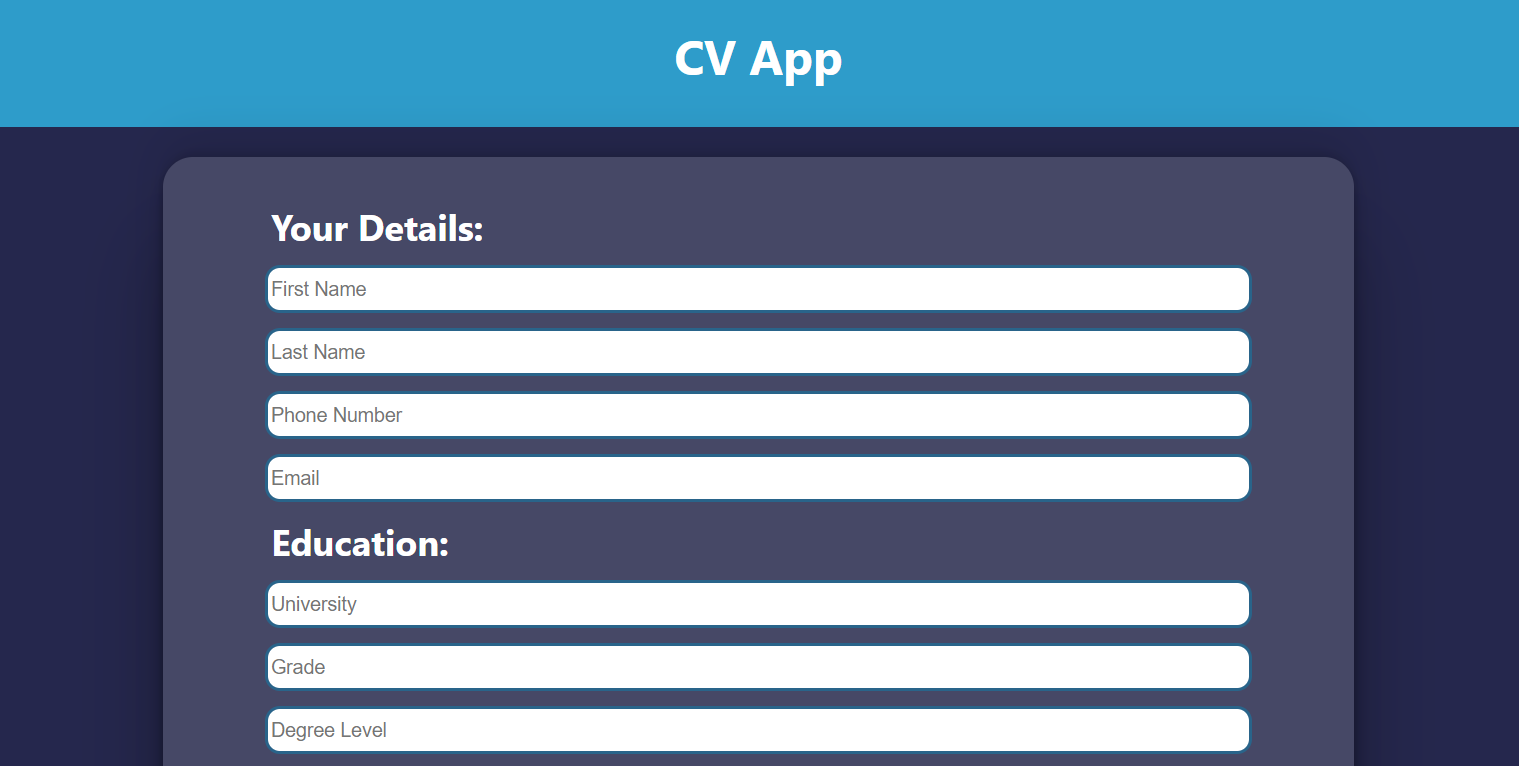 CV App
Your Details:
First Name
Last Name
Phone Number
Email
Education:
University
Grade
Degree Level